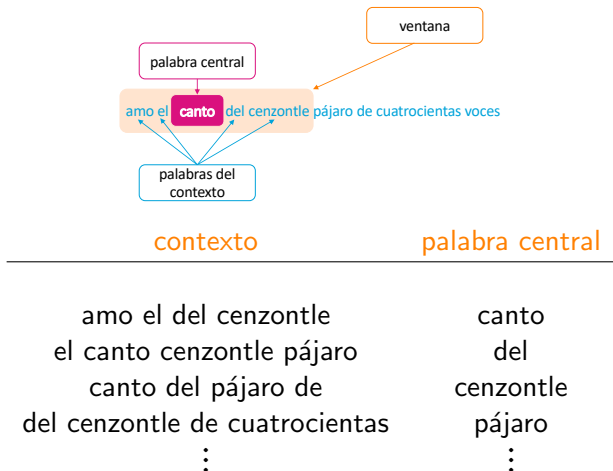 ventana
palabra central
amo el canto del cenzontle pájaro de cuatrocientas voces
palabras del
contexto
contexto palabra central
amo el del cenzontle canto
el canto cenzontle pájaro del
canto del pájaro de cenzontle
del cenzontle de cuatrocientas pájaro
⋮ ⋮